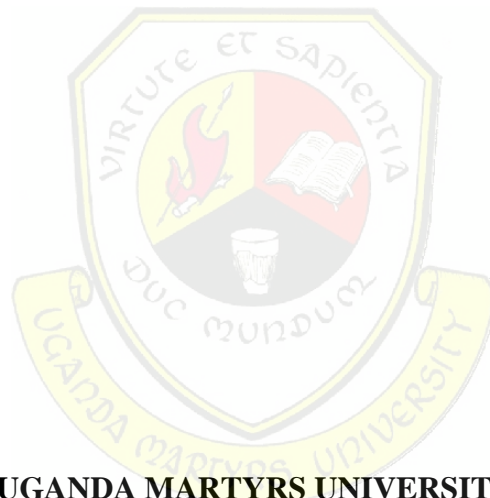 VIRTUTE ET SAPIENTIA
DUC MUNDUM
UGANDA MARTYRS UNIVERSITY
UGANDA MARTYRS UNIVERSIT